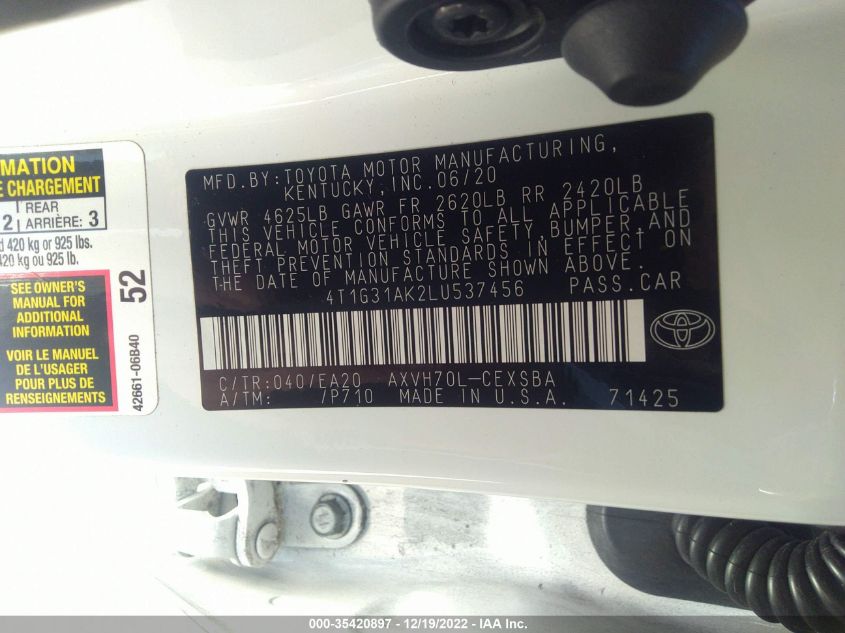 MATION
E CHARGEMENT
2 REAR
ARRIÈRE: 3
d 420 kg or 925 lbs.
420 kg ou 925 lb.
SEE OWNER'S
MANUAL FOR
ADDITIONAL
INFORMATION
VOIR LE MANUEL
DE L'USAGER
POUR PLUS DE
RENSEIGNEMENTS
52
42661-06B40
MFD.BY:TOYOTA MOTOR MANUFACTURING,
KENTUCKY,INC.06/20
GVWR 4625LB GAWR FR 2620LB RR 2420LB
THIS VEHICLE CONFORMS TO ALL APPLICABLE
FEDERAL MOTOR VEHICLE SAFETY,BUMPER,AND
THEFT PREVENTION STANDARDS IN EFFECT ON
THE DATE OF MANUFACTURE SHOWN ABOVE.
4T1G31AK2LU537456 PASS.CAR
C/TR:040/EA20 AXVH70L-CEXSBA
A/TM: /P710 MADE IN U.S.A. 71425
000-35420897 - 12/19/2022 - IAA Inc.